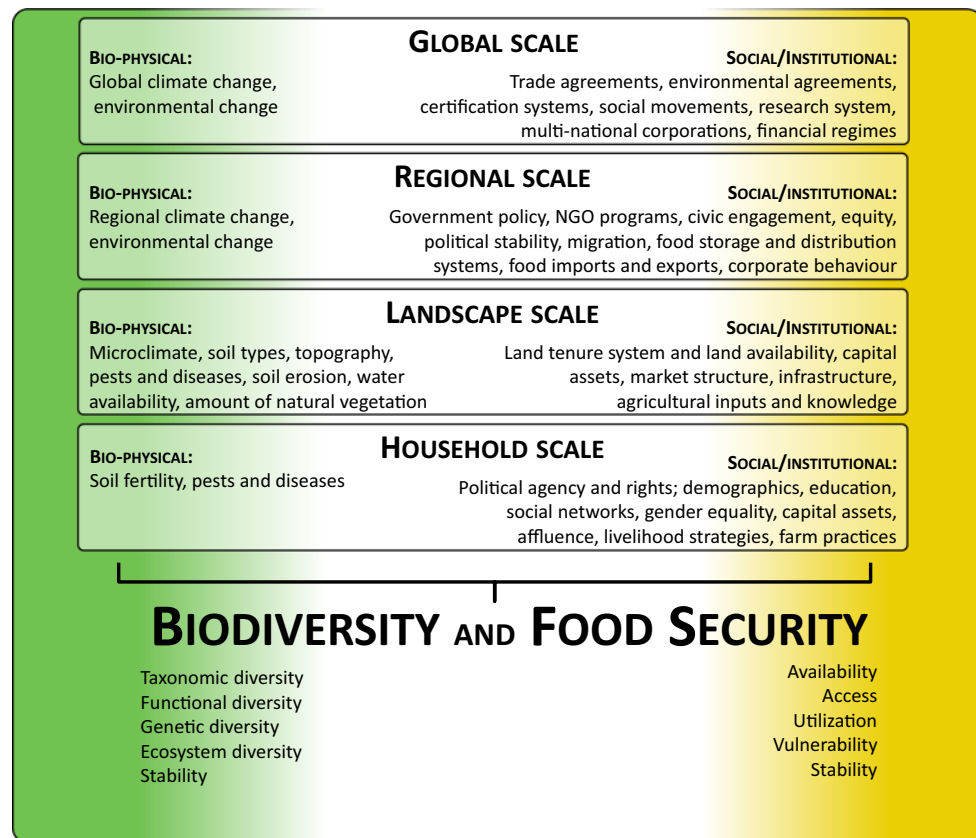 GLOBAL SCALE
BIO-PHYSICAL:
Global climate change,
environmental change
SOCIAL/INSTITUTIONAL:
Trade agreements, environmental agreements,
certification systems, social movements, research system,
multi-national corporations, financial regimes
REGIONAL SCALE
BIO-PHYSICAL:
Regional climate change,
environmental change
SOCIAL/INSTITUTIONAL:
Government policy, NGO programs, civic engagement, equity,
political stability, migration, food storage and distribution
systems, food imports and exports, corporate behaviour
LANDSCAPE SCALE
BIO-PHYSICAL:
Microclimate, soil types, topography,
pests and diseases, soil erosion, water
availability, amount of natural vegetation
SOCIAL/INSTITUTIONAL:
Land tenure system and land availability, capital
assets, market structure, infrastructure,
agricultural inputs and knowledge
HOUSEHOLD SCALE
BIO-PHYSICAL:
Soil fertility, pests and diseases
SOCIAL/INSTITUTIONAL:
Political agency and rights; demographics, education,
social networks, gender equality, capital assets,
affluence, livelihood strategies, farm practices
BIODIVERSITY AND FOOD SECURITY
Taxonomic diversity
Functional diversity
Genetic diversity
Ecosystem diversity
Stability
Availability
Access
Utilization
Vulnerability
Stability